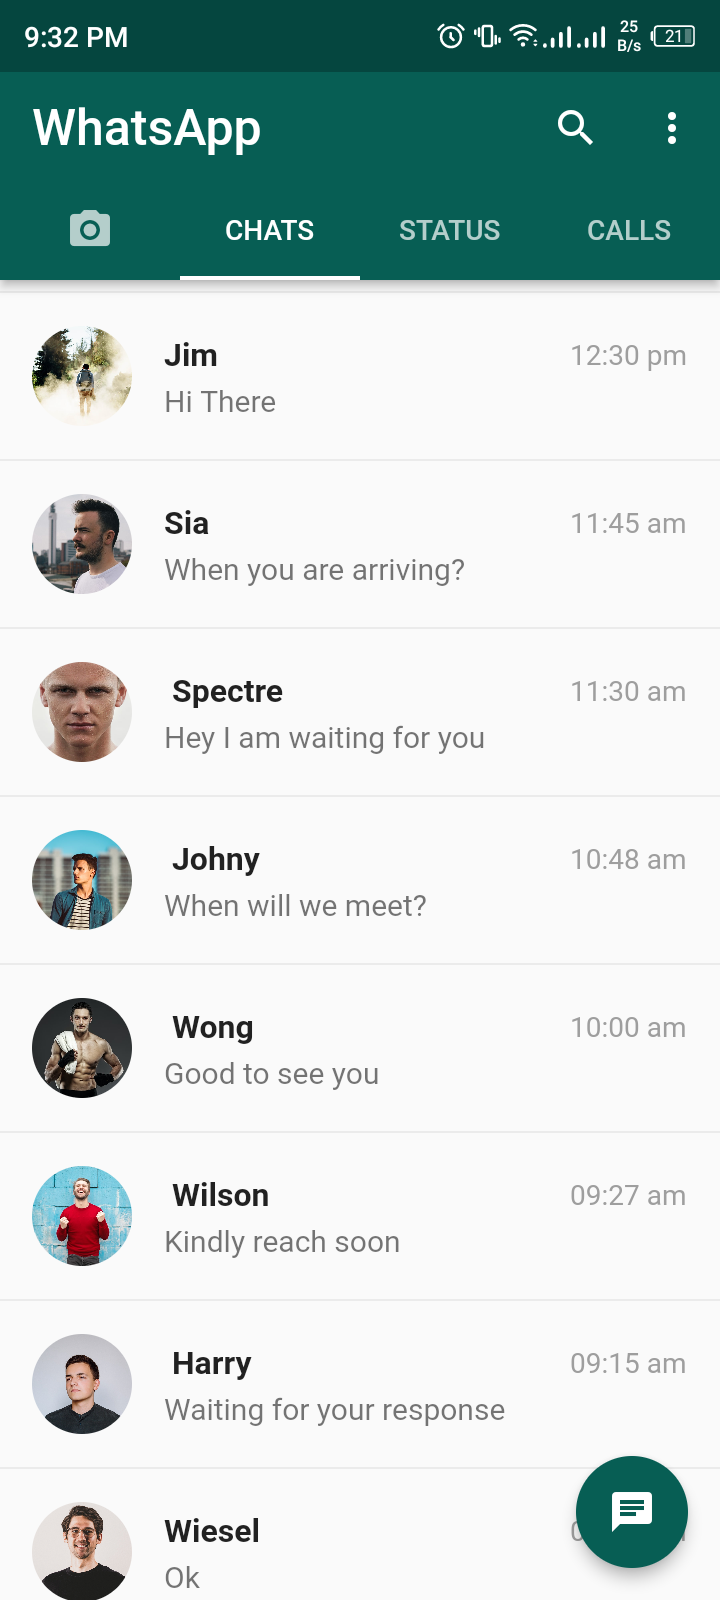 9:32 PM 25 B/s 21
WhatsApp
CHATS STATUS CALLS
Jim 12:30 pm
Hi There
Sia 11:45 am
When you are arriving?
Spectre 11:30 am
Hey I am waiting for you
Johny 10:48 am
When will we meet?
Wong 10:00 am
Good to see you
Wilson 09:27 am
Kindly reach soon
Harry 09:15 am
Waiting for your response
Wiesel
Ok